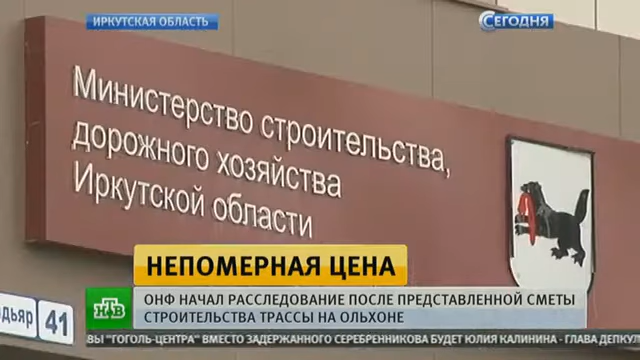 ИРКУТСКАЯ ОБЛАСТЬ
СЕГОДНЯ
Министерство строительства,
дорожного хозяйства
Иркутской области
НЕПОМЕРНАЯ ЦЕНА
НТВ
ОНФ НАЧАЛ РАССЛЕДОВАНИЕ ПОСЛЕ ПРЕДСТАВЛЕННОЙ СМЕТЫ
СТРОИТЕЛЬСТВА ТРАССЫ НА ОЛЬХОНЕ
41
"ГОГОЛЬ-ЦЕНТРА" ВМЕСТО ЗАДЕРЖАННОГО СЕРЕБРЕННИКОВА БУДЕТ ЮЛИЯ КАЛИНИНА - ГЛАВА